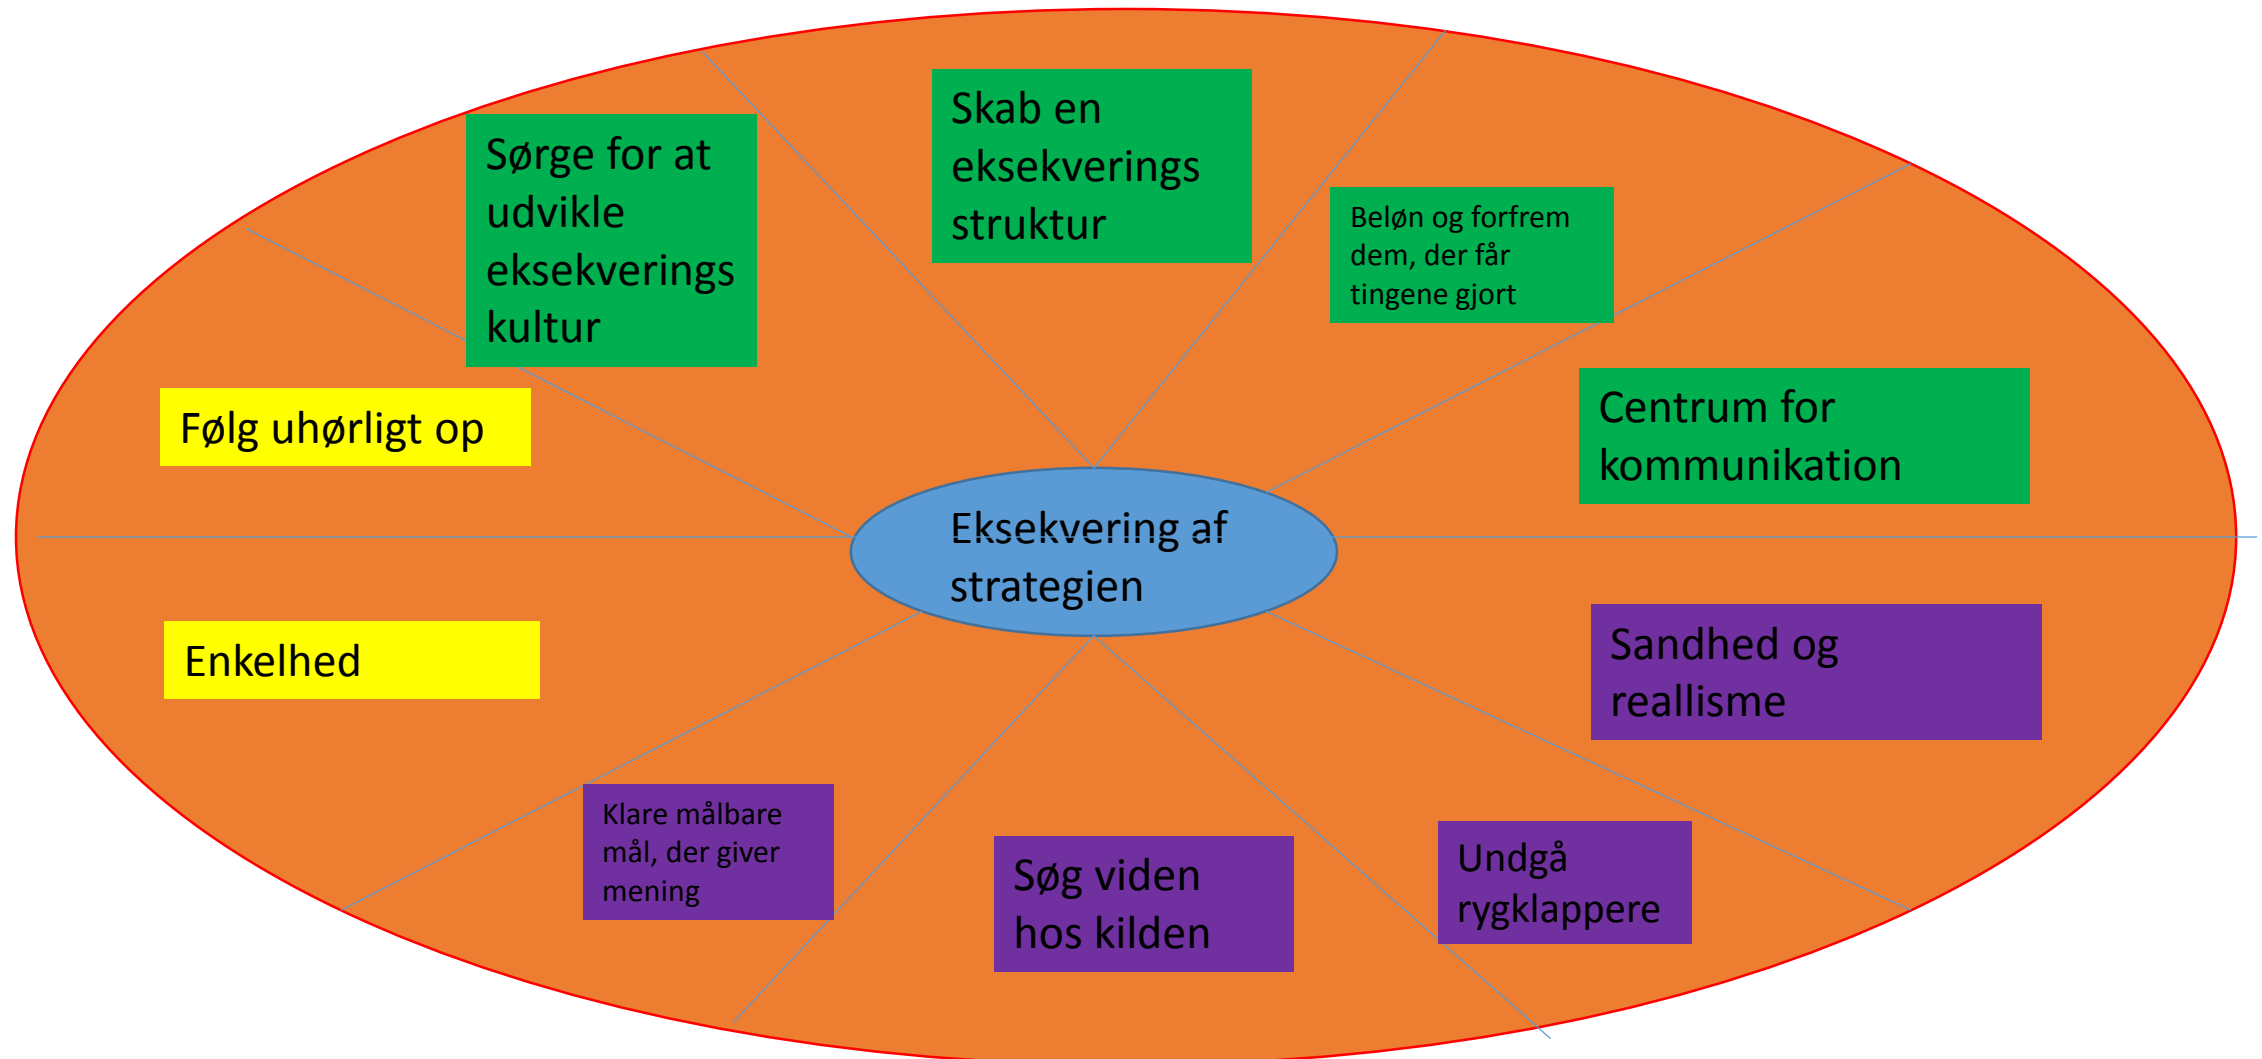 Skab en
eksekverings
struktur
Sørge for at
udvikle
eksekverings
kultur
Beløn og forfrem
dem, der får
tingene gjort
Følg uhørligt op
Centrum for
kommunikation
Eksekvering af
strategien
Enkelhed
Sandhed og
reallisme
Klare målbare
mål, der giver
mening
Søg viden
hos kilden
Undgå
rygklappere